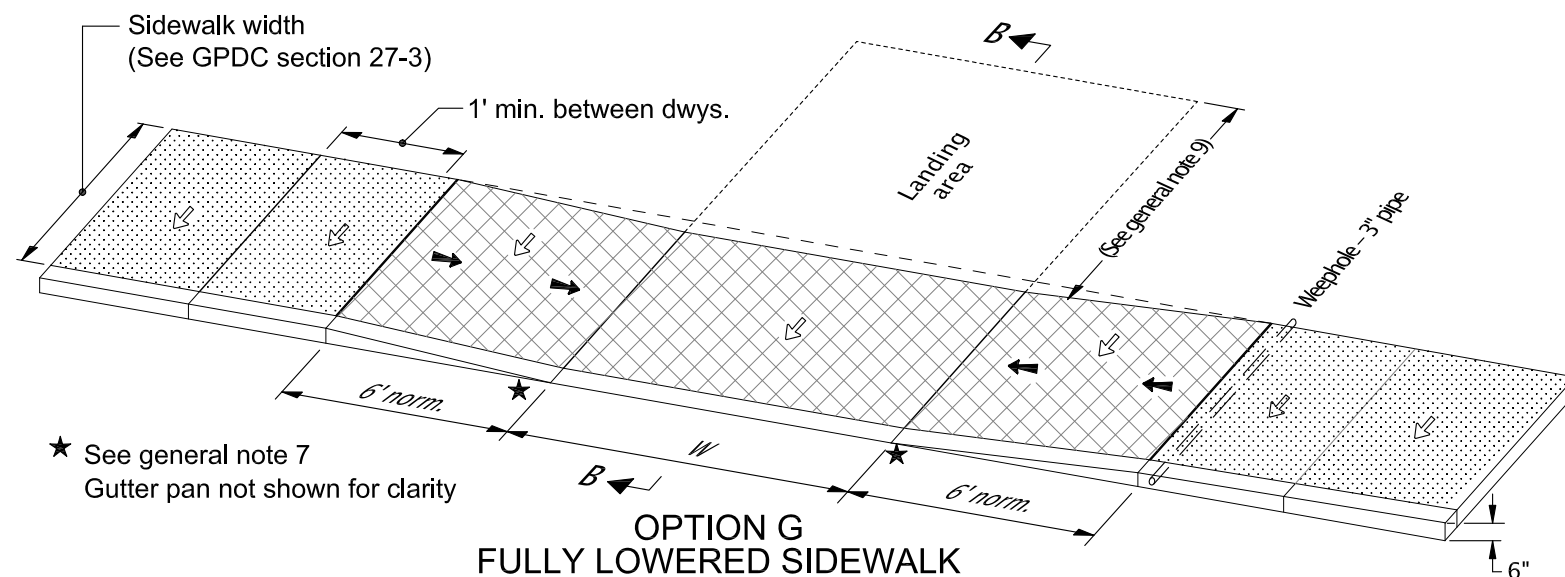 Sidewalk width
(See GPDC section 27-3)
B
1' min. between dwys.
Landing
area
(See general note 9)
Weephole - 3" pipe
6' norm.
W
6' norm.
★ See general note 7
Gutter pan not shown for clarity
B
OPTION G
FULLY LOWERED SIDEWALK
6"